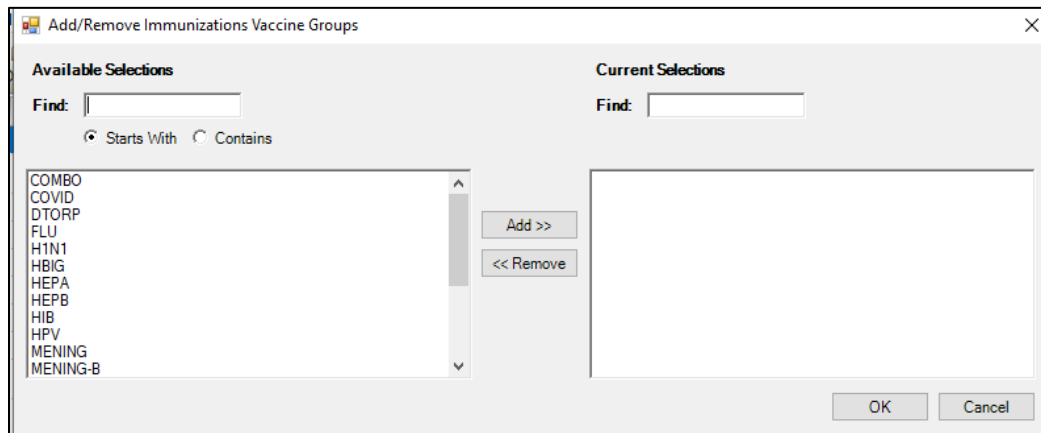 Add/Remove Immunizations Vaccine Groups
Available Selections
Find:
Starts With Contains
COMBO
COVID
DTORP
FLU
H1N1
HBIG
HEPA
HEPB
HIB
HPV
MENING
MENING-B
Add >>
<< Remove
Current Selections
Find:
OK Cancel